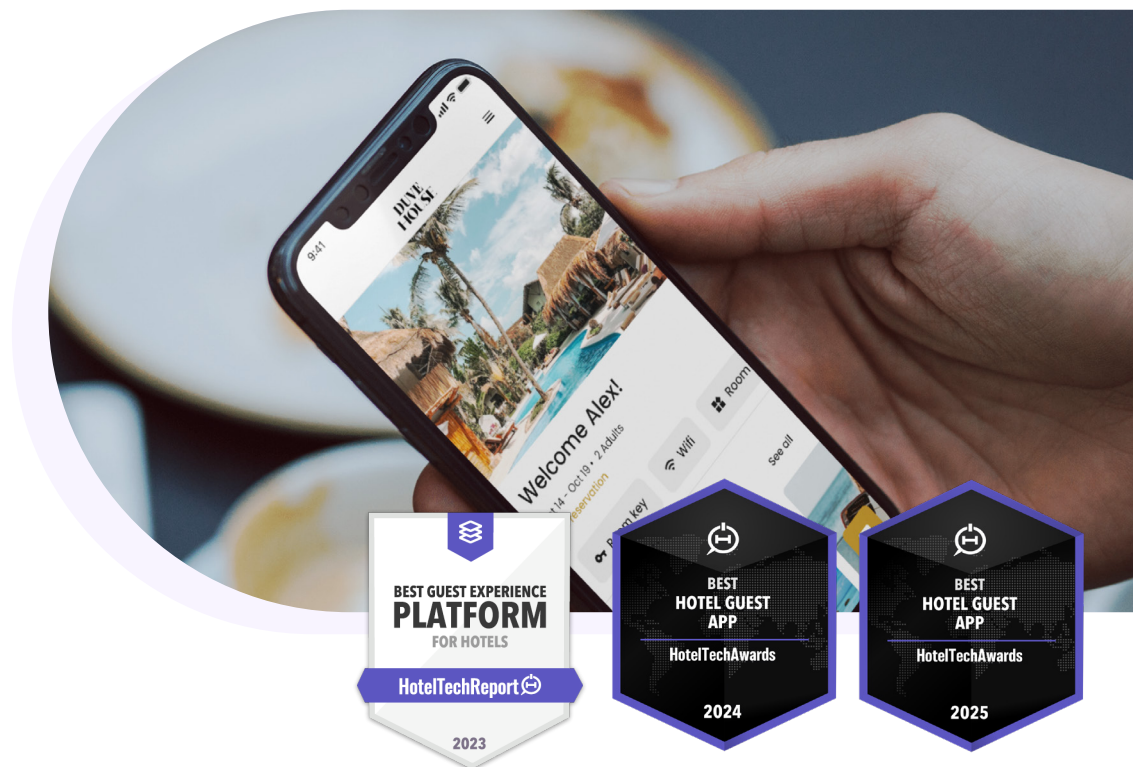 9:41
DUVE
HOUSE
Welcome Alex!
14 - Oct 19 • 2 Adults
Wifi
Room
key
See all
BEST GUEST EXPERIENCE
PLATFORM
FOR HOTELS
HotelTechReport
2023
BEST
HOTEL GUEST
APP
HotelTechAwards
2024
BEST
HOTEL GUEST
APP
HotelTechAwards
2025